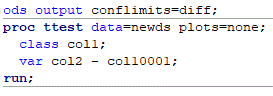 ods output conflimits=diff;
proc ttest data=newds plots=none;
class col1;
var col2 - col10001;
run;